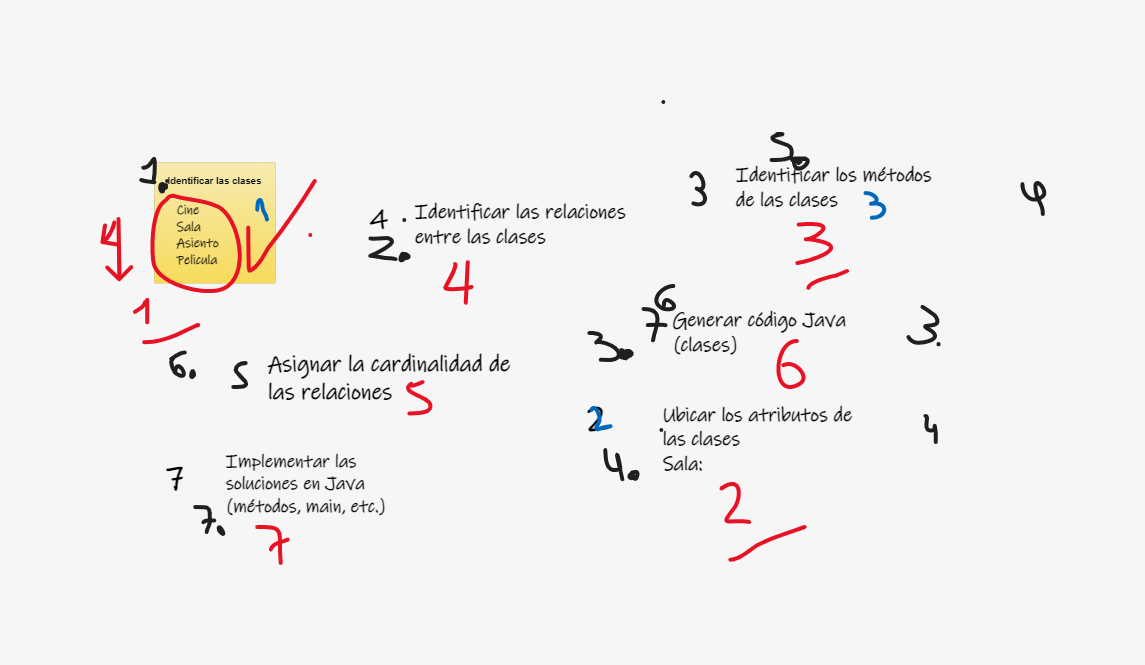 1.
Identificar las clases
Cine
Sala
Asiento
Pelicula
1
4
1
4.
2.
Identificar las relaciones
entre las clases
4
5.
3
Identificar los métodos
de las clases
3
3
4
6.
5
Asignar la cardinalidad de
las relaciones
5
6
7
3.
Generar código Java
(clases)
6
3.
2
4.
Ubicar los atributos de
las clases
Sala:
2
4
7
7.
Implementar las
soluciones en Java
(métodos, main, etc.)
7